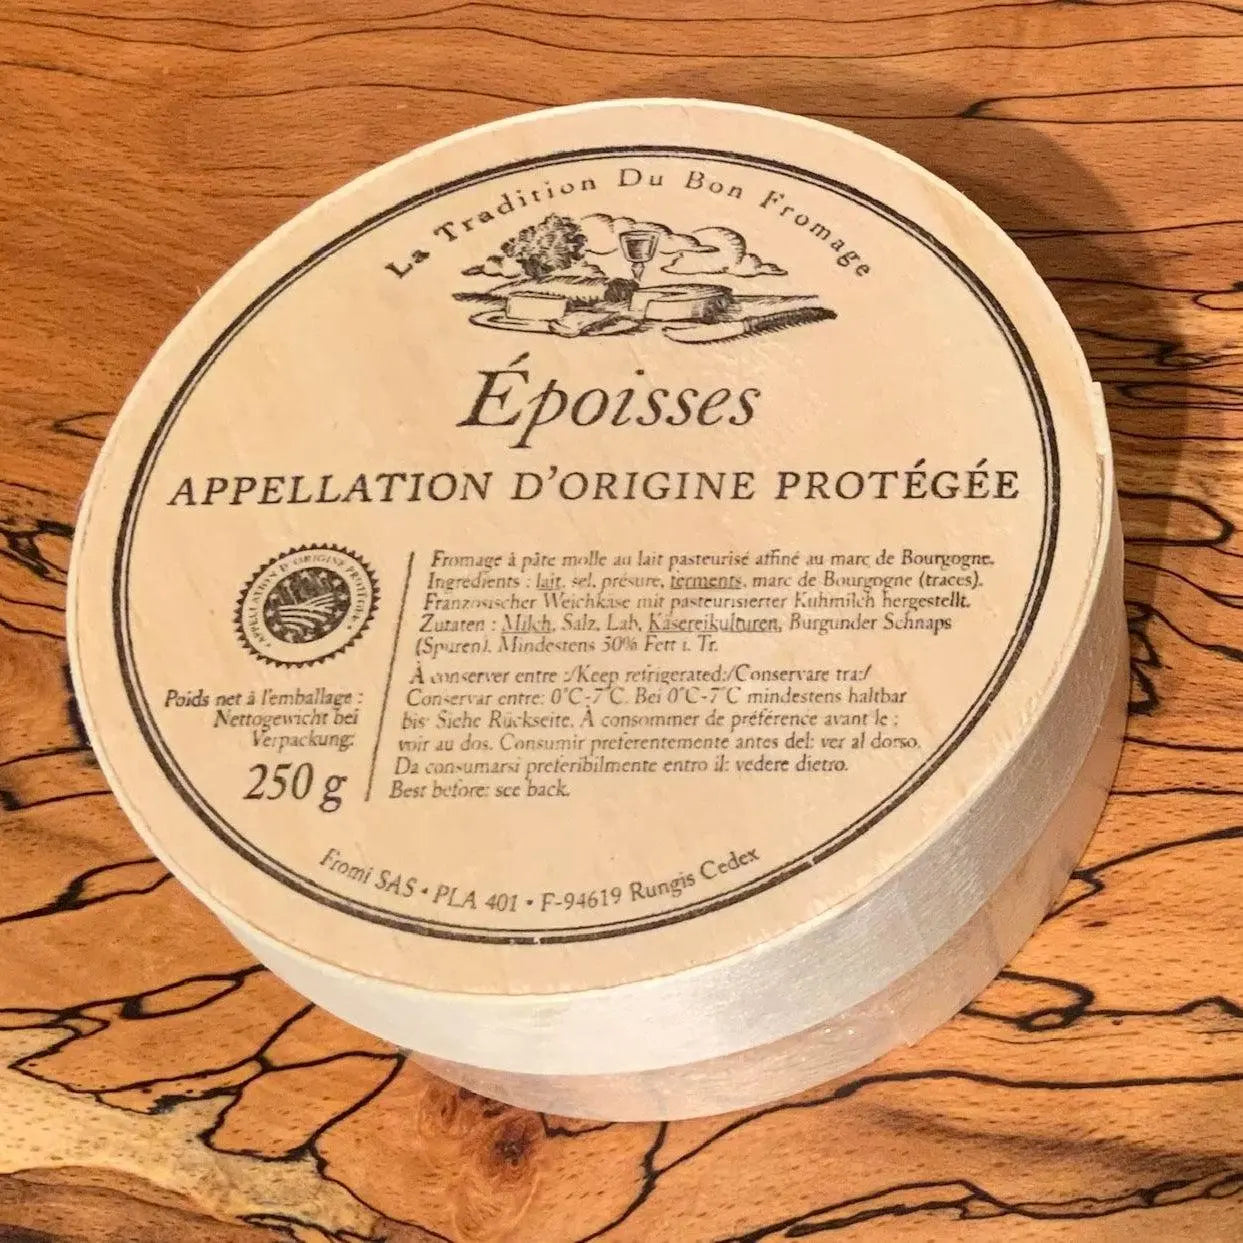 La Tradition Du Bon Fromage
Époisses
APPELLATION D'ORIGINE PROTÉGÉE
APPELLATION D'ORIGINE PROTÉGÉE
Poids net à l'emballage :
Nettogewicht bei
Verpackung:
250 g
Fromage à pâte molle au lait pasteurisé affiné au marc de Bourgogne.
Ingrédients : lait, sel, présure, ferments, marc de Bourgogne (traces).
Französischer Weichkäse mit pasteurisierter Kuhmilch hergestellt.
Zutaten : Milch, Salz, Lab, Käsereikulturen, Burgunder Schnaps
(Spuren). Mindestens 50% Fett i. Tr.
À conserver entre :/Keep refrigerated:/Conservare tra:/
Conservar entre: 0°C-7°C. Bei 0°C-7°C mindestens haltbar
bis: Siehe Rückseite. À consommer de préférence avant le :
voir au dos. Consumir preferentemente antes del: ver al dorso.
Da consumarsi preferibilmente entro il: vedere dietro.
Best before: see back.
Fromi SAS • PLA 401 • F-94619 Rungis Cedex